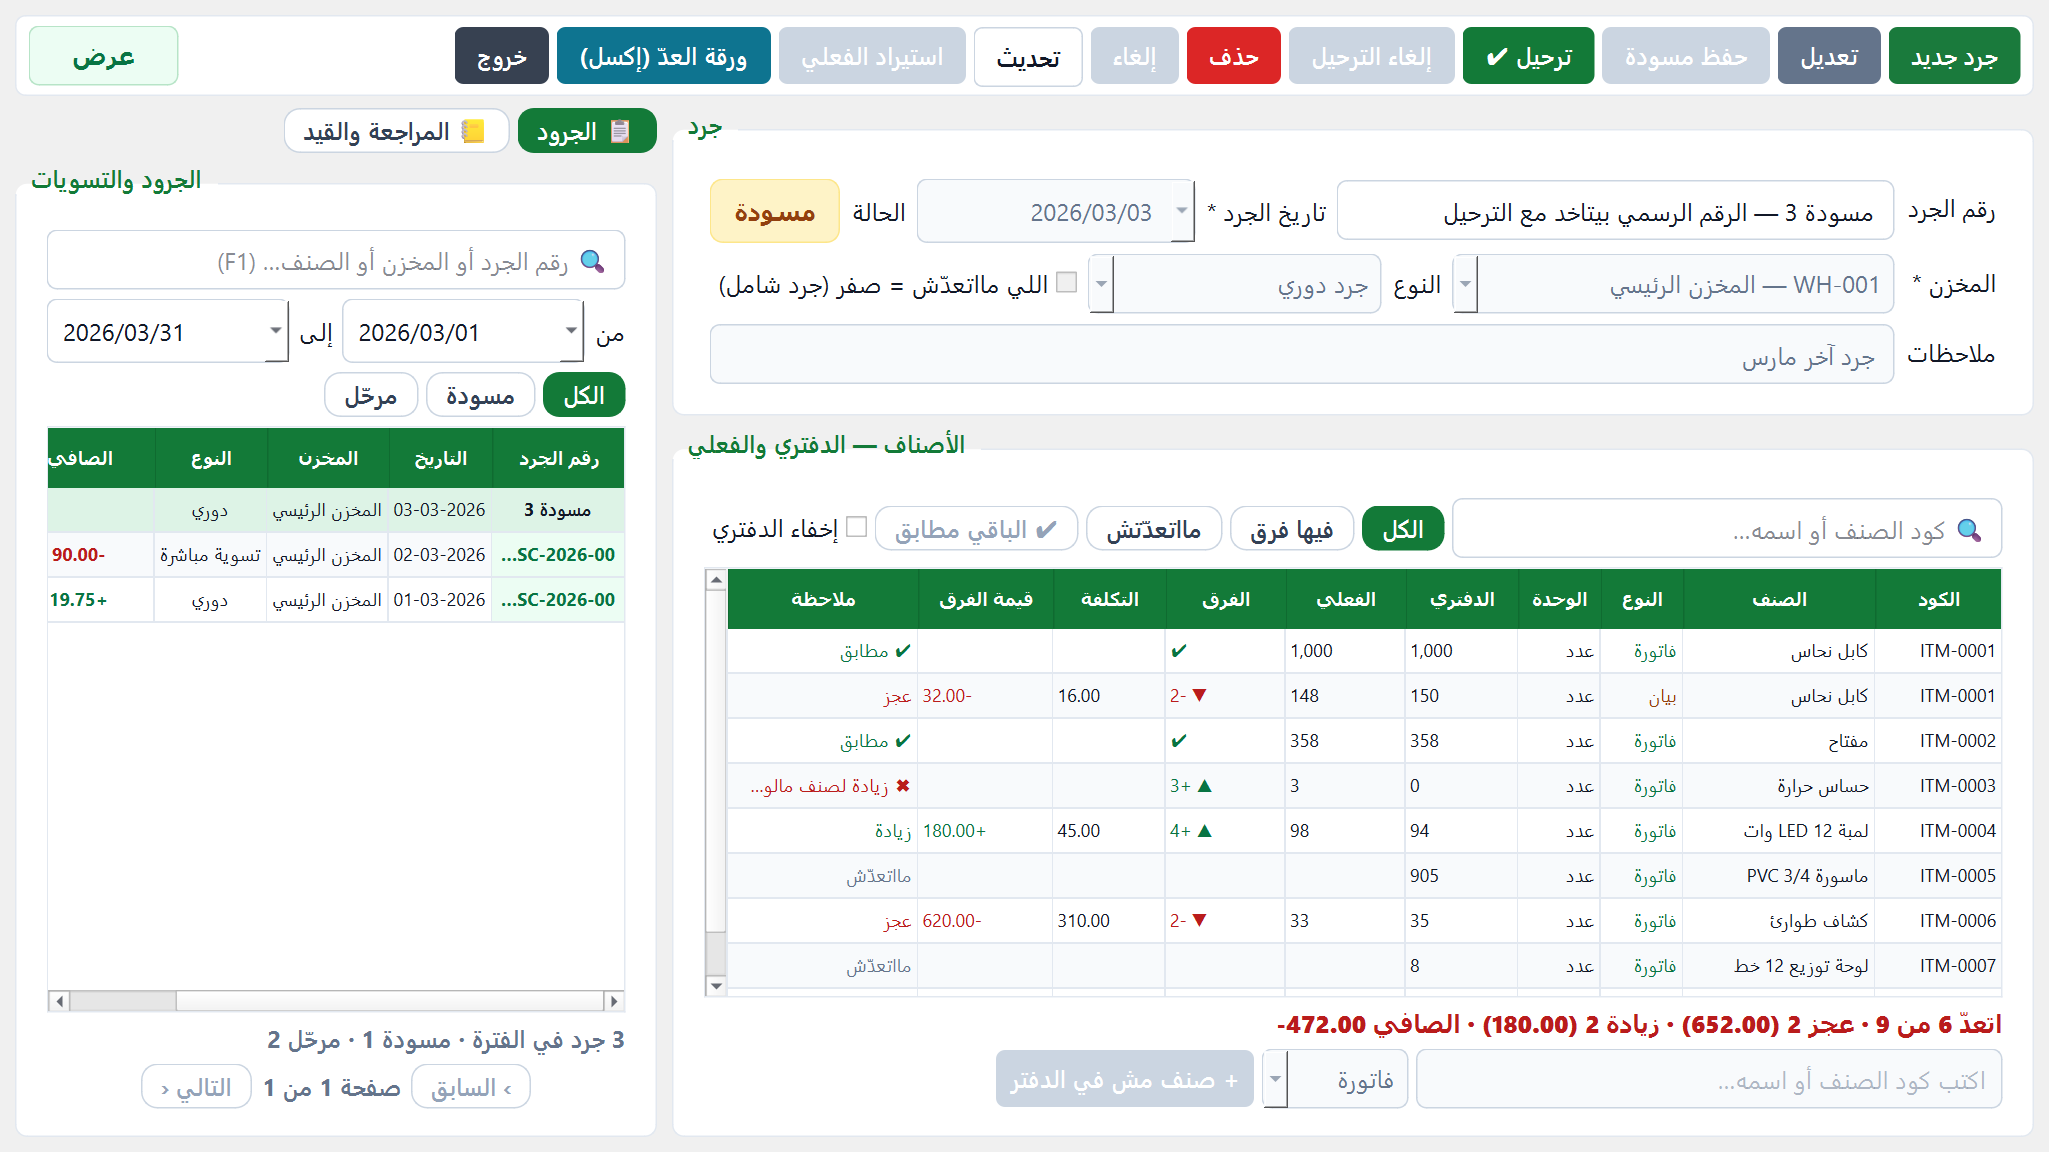 جرد جديد
تعديل
حفظ مسودة
ترحيل ✔
إلغاء الترحيل
حذف
إلغاء
تحديث
استيراد الفعلي
ورقة العدّ (إكسل)
خروج
عرض
جرد
رقم الجرد
مسودة 3 — الرقم الرسمي بيتاخد مع الترحيل
تاريخ الجرد *
2026/03/03
الحالة
مسودة
المخزن *
WH-001 — المخزن الرئيسي
النوع
جرد دوري
اللي مااتعدّش = صفر (جرد شامل)
ملاحظات
جرد آخر مارس
الأصناف — الدفتري والفعلي
كود الصنف أو اسمه...
الكل
فيها فرق
مااتعدّتش
✔ الباقي مطابق
إخفاء الدفتري
الكود الصنف النوع الوحدة الدفتري الفعلي الفرق التكلفة قيمة الفرق ملاحظة
ITM-0001 كابل نحاس فاتورة عدد 1,000 1,000 ✔ ✔ مطابق
ITM-0001 كابل نحاس بيان عدد 150 148 ▼ -2 16.00 -32.00 عجز
ITM-0002 مفتاح فاتورة عدد 358 358 ✔ ✔ مطابق
ITM-0003 حساس حرارة فاتورة عدد 0 3 ▲ +3 ✖ زيادة لصنف مالو...
ITM-0004 لمبة LED 12 وات فاتورة عدد 94 98 ▲ +4 45.00 +180.00 زيادة
ITM-0005 ماسورة PVC 3/4 فاتورة عدد 905 مااتعدّش
ITM-0006 كشاف طوارئ فاتورة عدد 35 33 ▼ -2 310.00 -620.00 عجز
ITM-0007 لوحة توزيع 12 خط فاتورة عدد 8 مااتعدّش
اتعدّ 6 من 9 · عجز 2 (652.00) · زيادة 2 (180.00) · الصافي -472.00
اكتب كود الصنف أو اسمه...
فاتورة
+ صنف مش في الدفتر
الجرود
المراجعة والقيد
الجرود والتسويات
رقم الجرد أو المخزن أو الصنف... (F1)
من
2026/03/01
إلى
2026/03/31
الكل
مسودة
مرحّل
رقم الجرد التاريخ المخزن النوع الصافي
مسودة 3 03-03-2026 المخزن الرئيسي دوري
SC-2026-00... 02-03-2026 المخزن الرئيسي تسوية مباشرة -90.00
SC-2026-00... 01-03-2026 المخزن الرئيسي دوري +19.75
3 جرد في الفترة · مسودة 1 · مرحّل 2
‹ السابق
صفحة 1 من 1
التالي ›